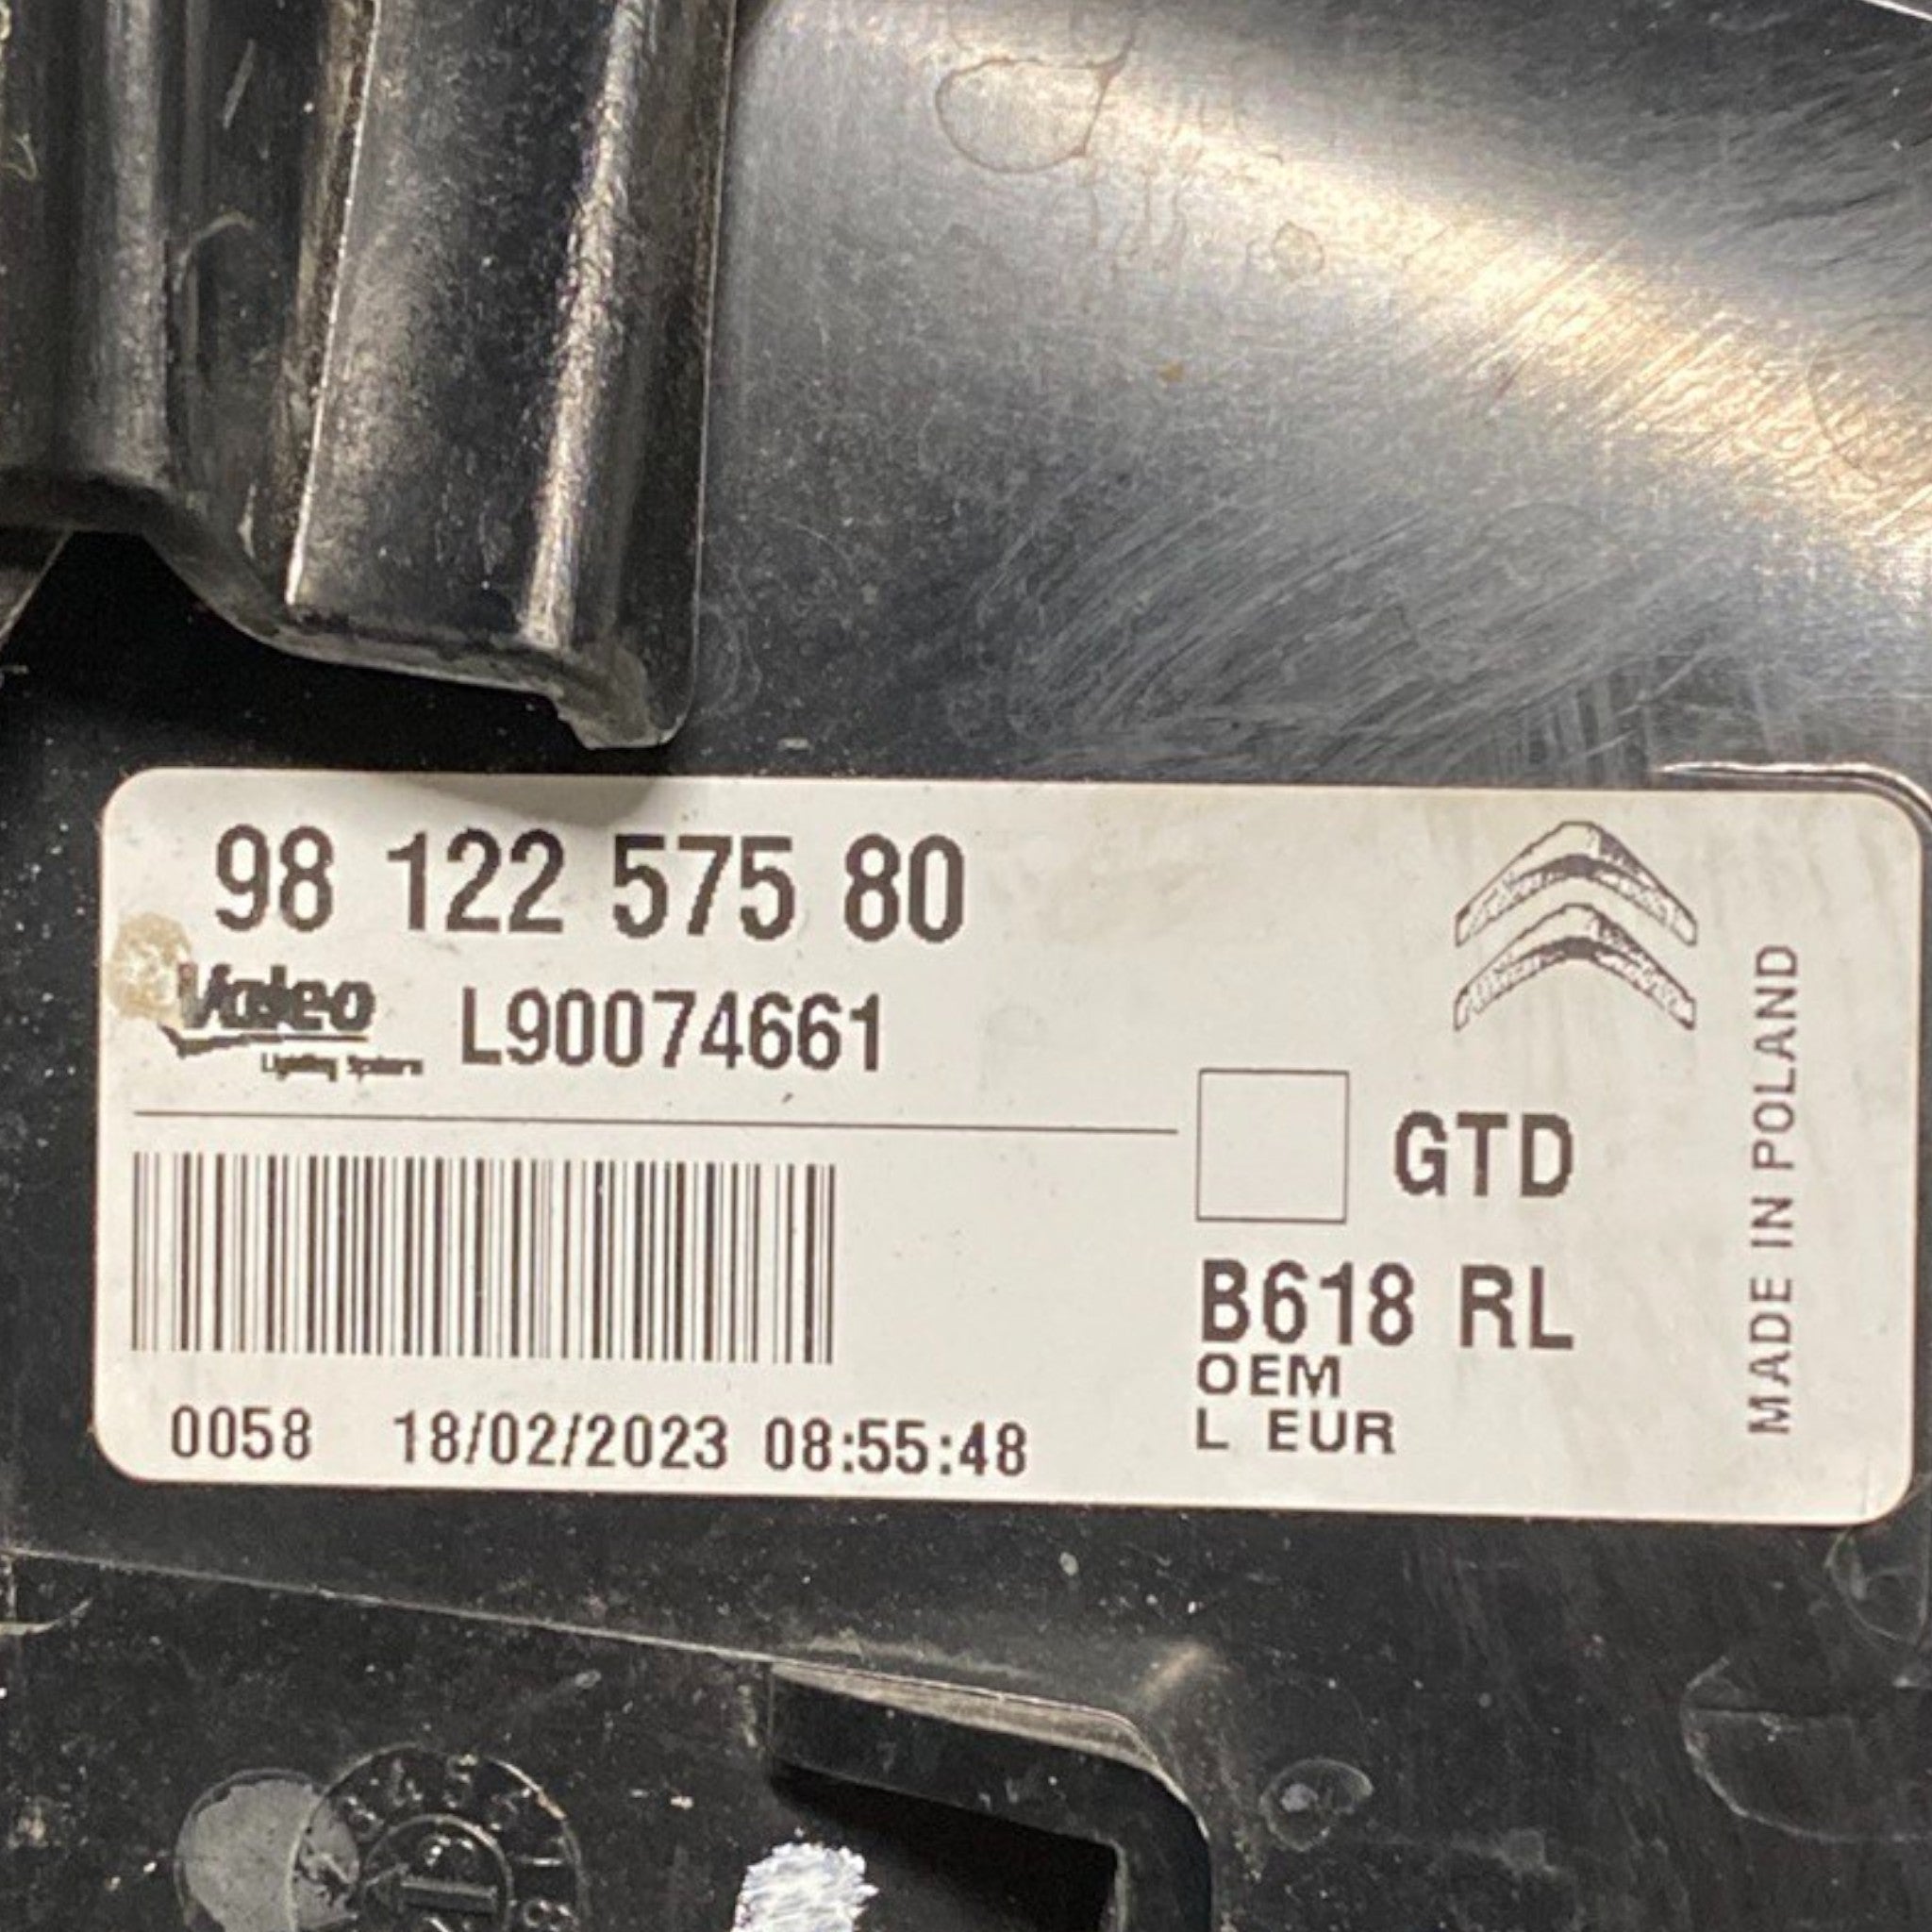 98 122 575 80
Valeo L90074661
Lighting Systems
GTD
B618 RL
OEM
L EUR
0058 18/02/2023 08:55:48
MADE IN POLAND